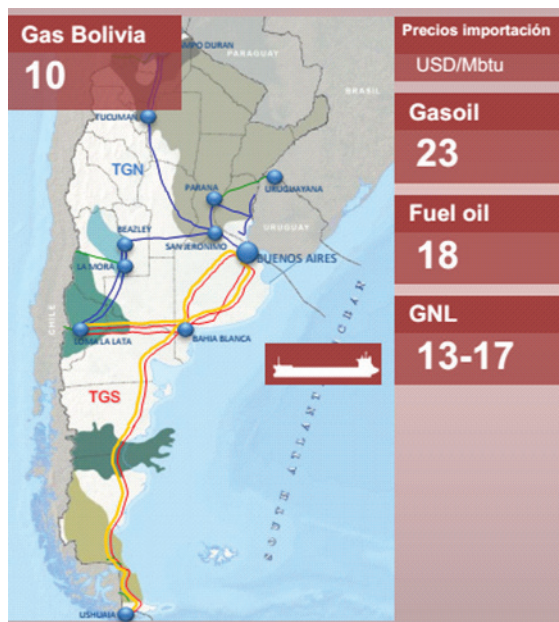 Gas Bolivia
10
Precios importación
USD/Mbtu
Gasoil
23
Fuel oil
18
GNL
13-17
PARAGUAY
BRASIL
TUCUMAN
TGN
PARANA
URUGUAYANA
URUGUAY
BEAZLEY
SAN JERONIMO
LA MORA
BUENOS AIRES
CHILE
LOMA LA LATA
BAHIA BLANCA
TGS
SOUTH ATLANTIC
USHUAIA